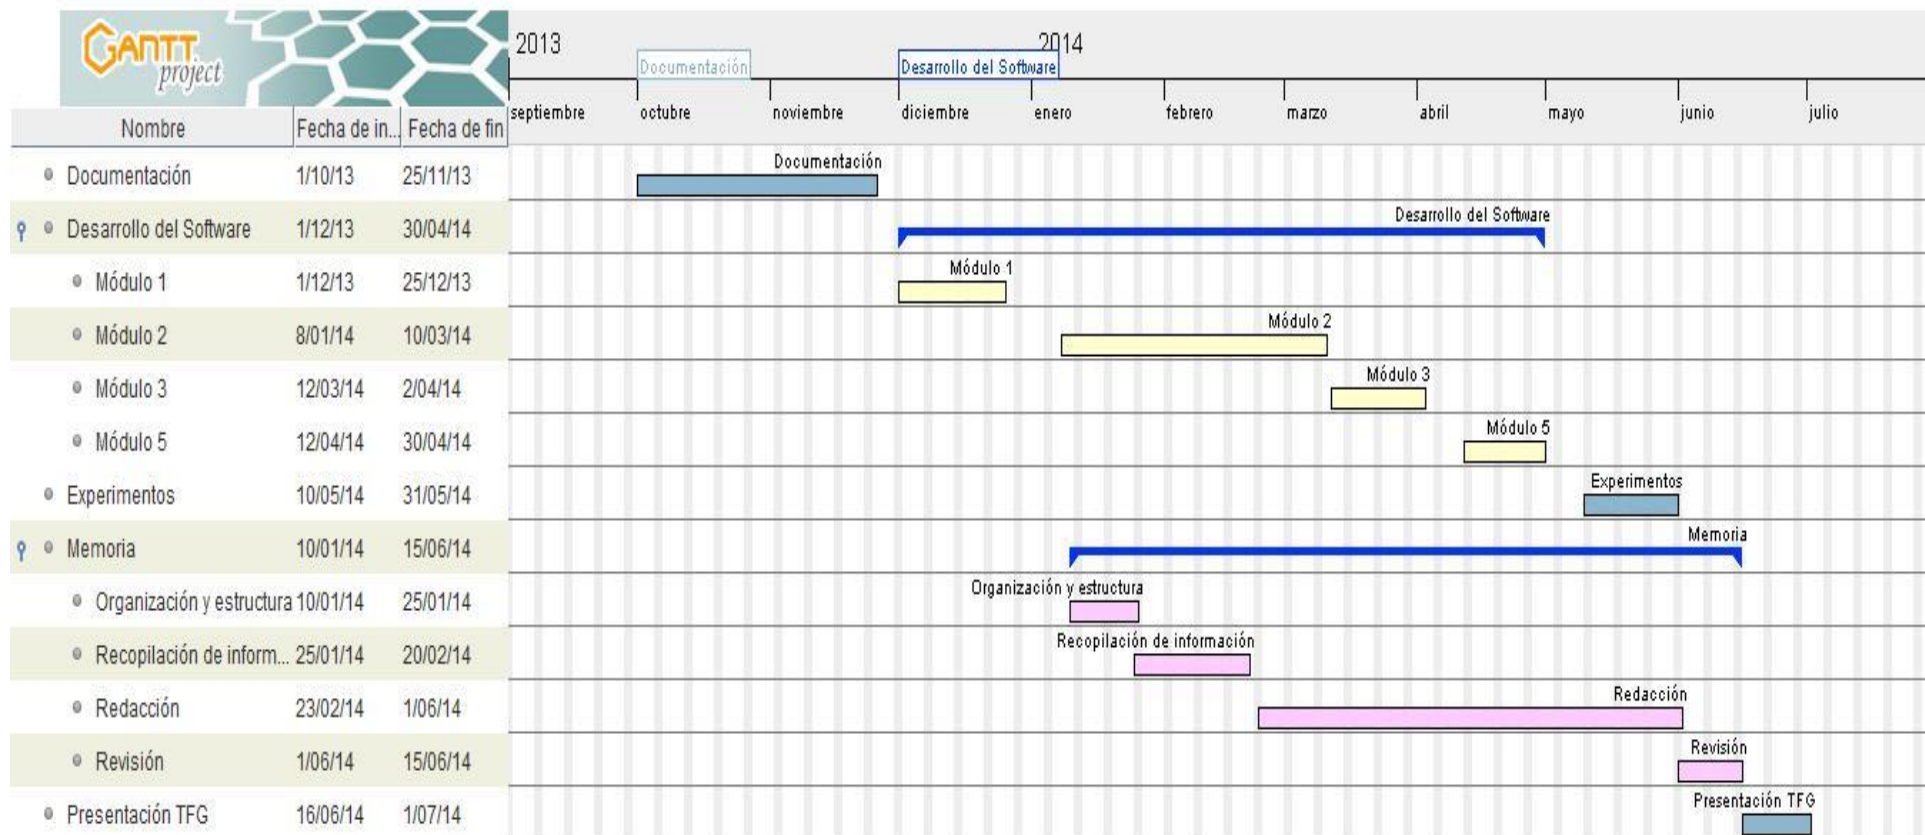 GANTT
project
2013
2014
Documentación
Desarrollo del Software
septiembre octubre noviembre diciembre enero febrero marzo abril mayo junio julio
Nombre Fecha de in... Fecha de fin
Documentación 1/10/13 25/11/13
Documentación
Desarrollo del Software 1/12/13 30/04/14
Desarrollo del Software
Módulo 1 1/12/13 25/12/13
Módulo 1
Módulo 2 8/01/14 10/03/14
Módulo 2
Módulo 3 12/03/14 2/04/14
Módulo 3
Módulo 5 12/04/14 30/04/14
Módulo 5
Experimentos 10/05/14 31/05/14
Experimentos
Memoria 10/01/14 15/06/14
Memoria
Organización y estructura 10/01/14 25/01/14
Organización y estructura
Recopilación de inform... 25/01/14 20/02/14
Recopilación de información
Redacción 23/02/14 1/06/14
Redacción
Revisión 1/06/14 15/06/14
Revisión
Presentación TFG 16/06/14 1/07/14
Presentación TFG